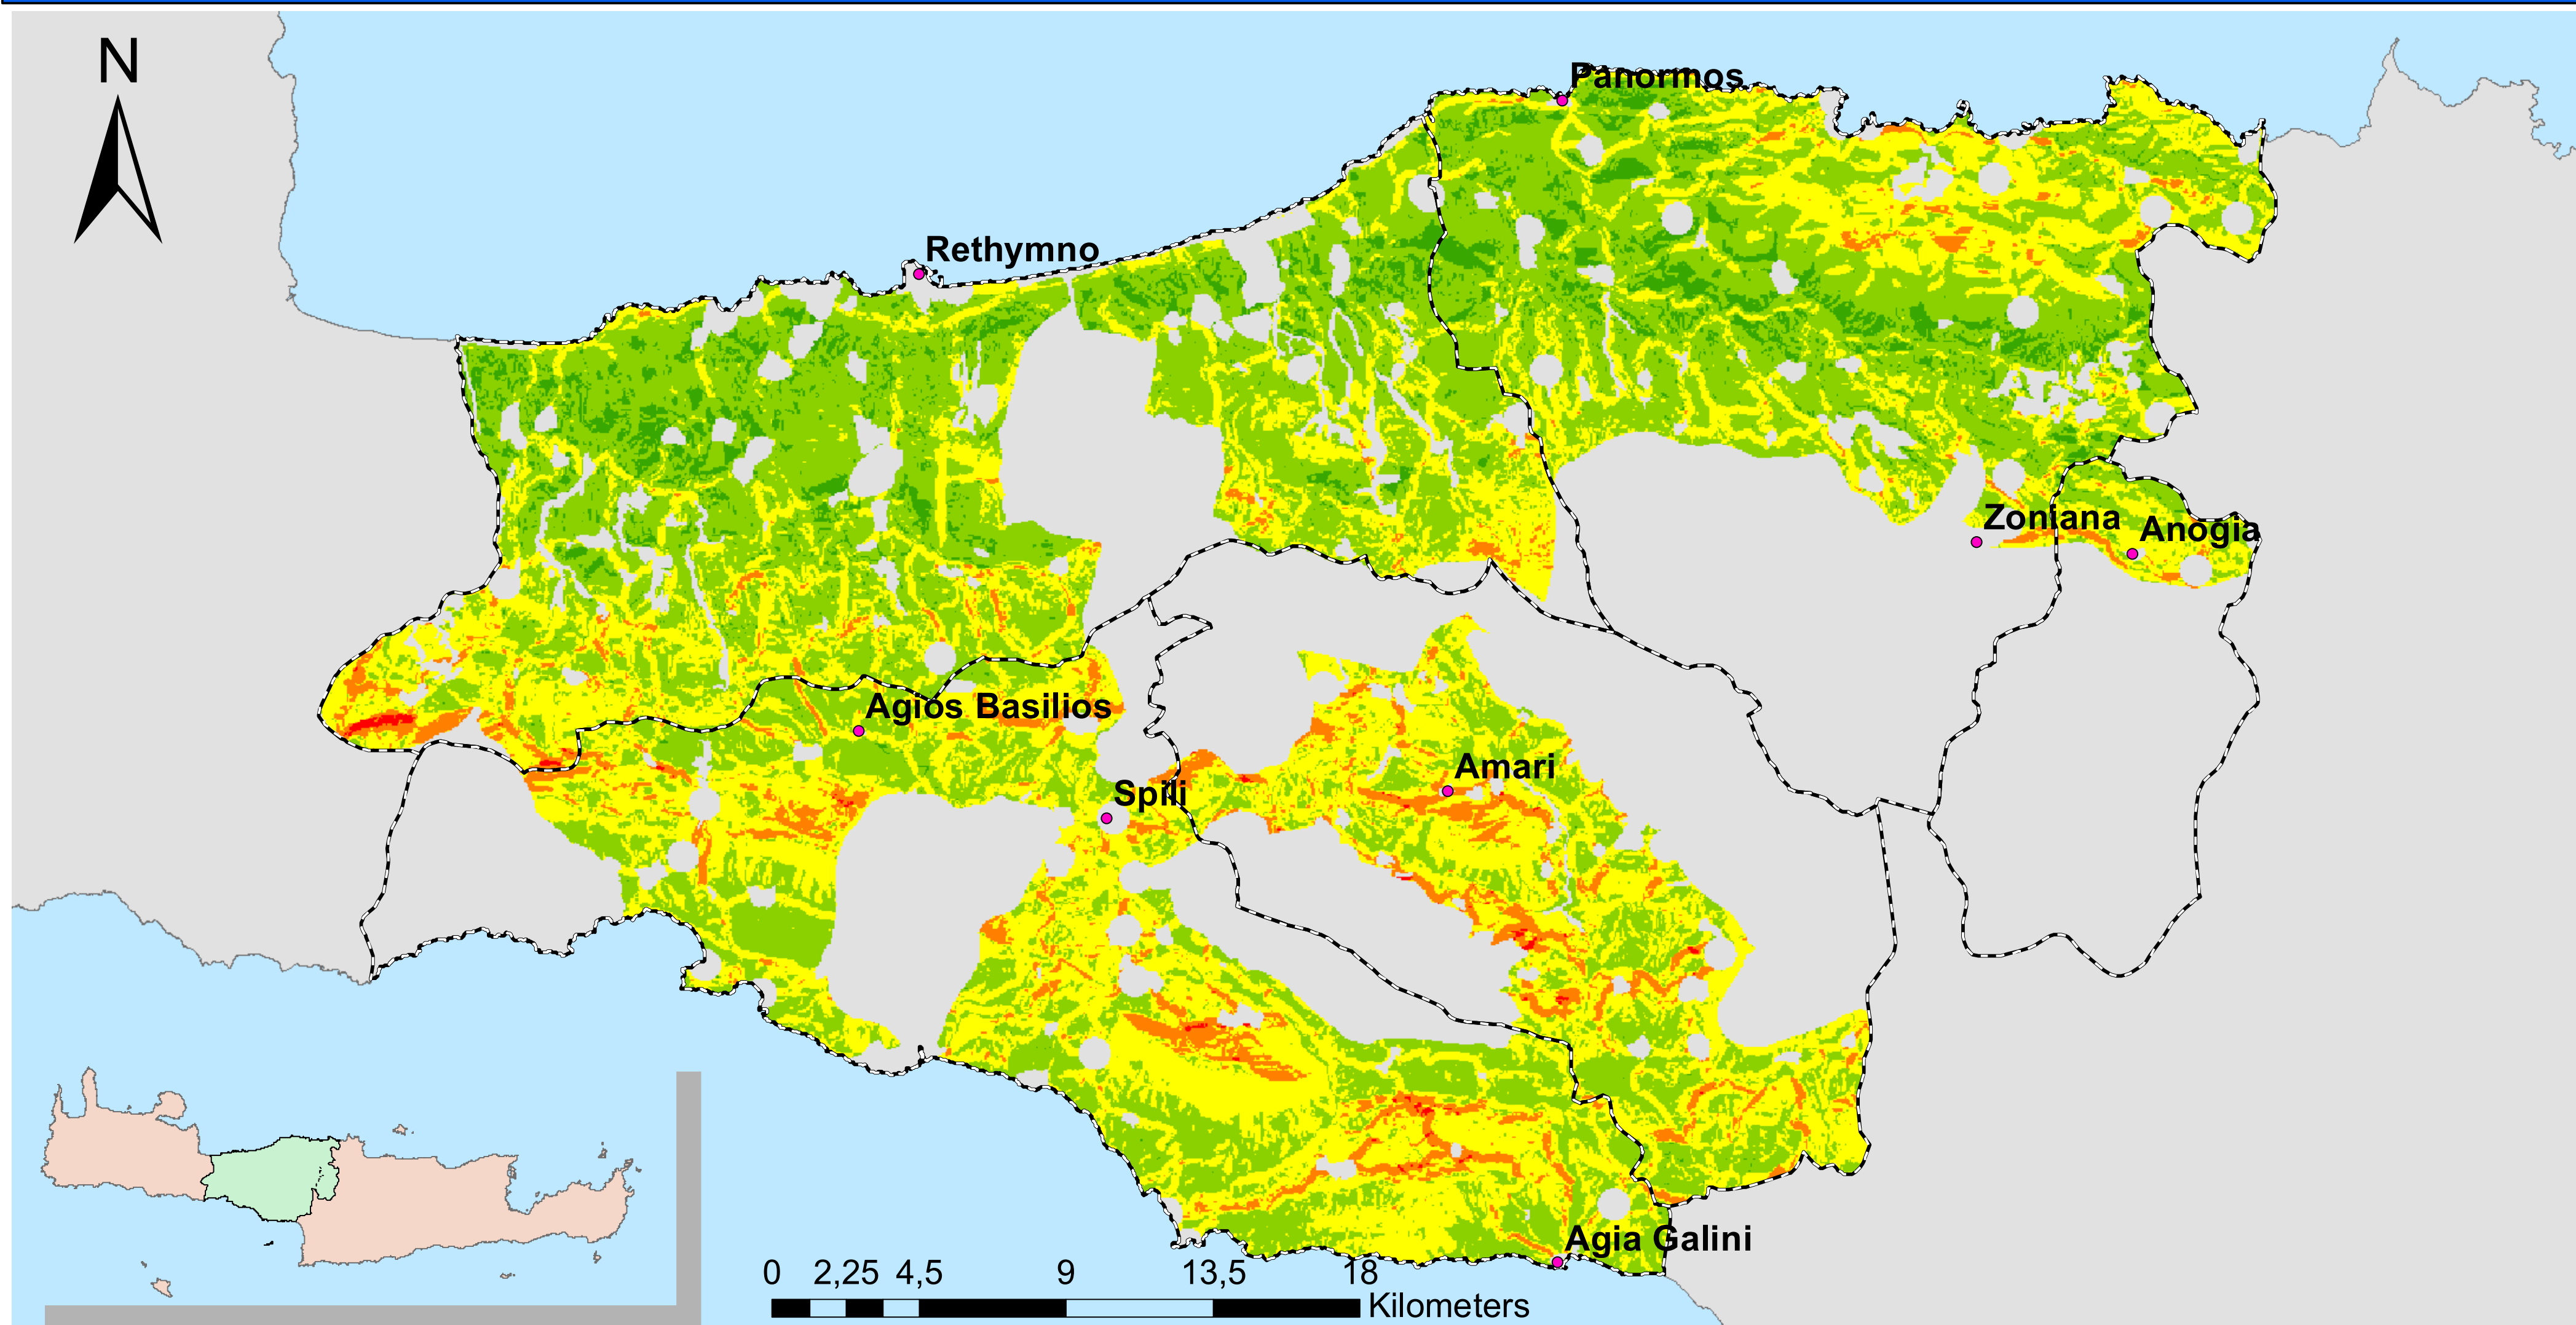 N
Panormos
Rethymno
Zoniana
Anogia
Agios Basilios
Amari
Spili
Agia Galini
0 2,25 4,5 9 13,5 18
Kilometers